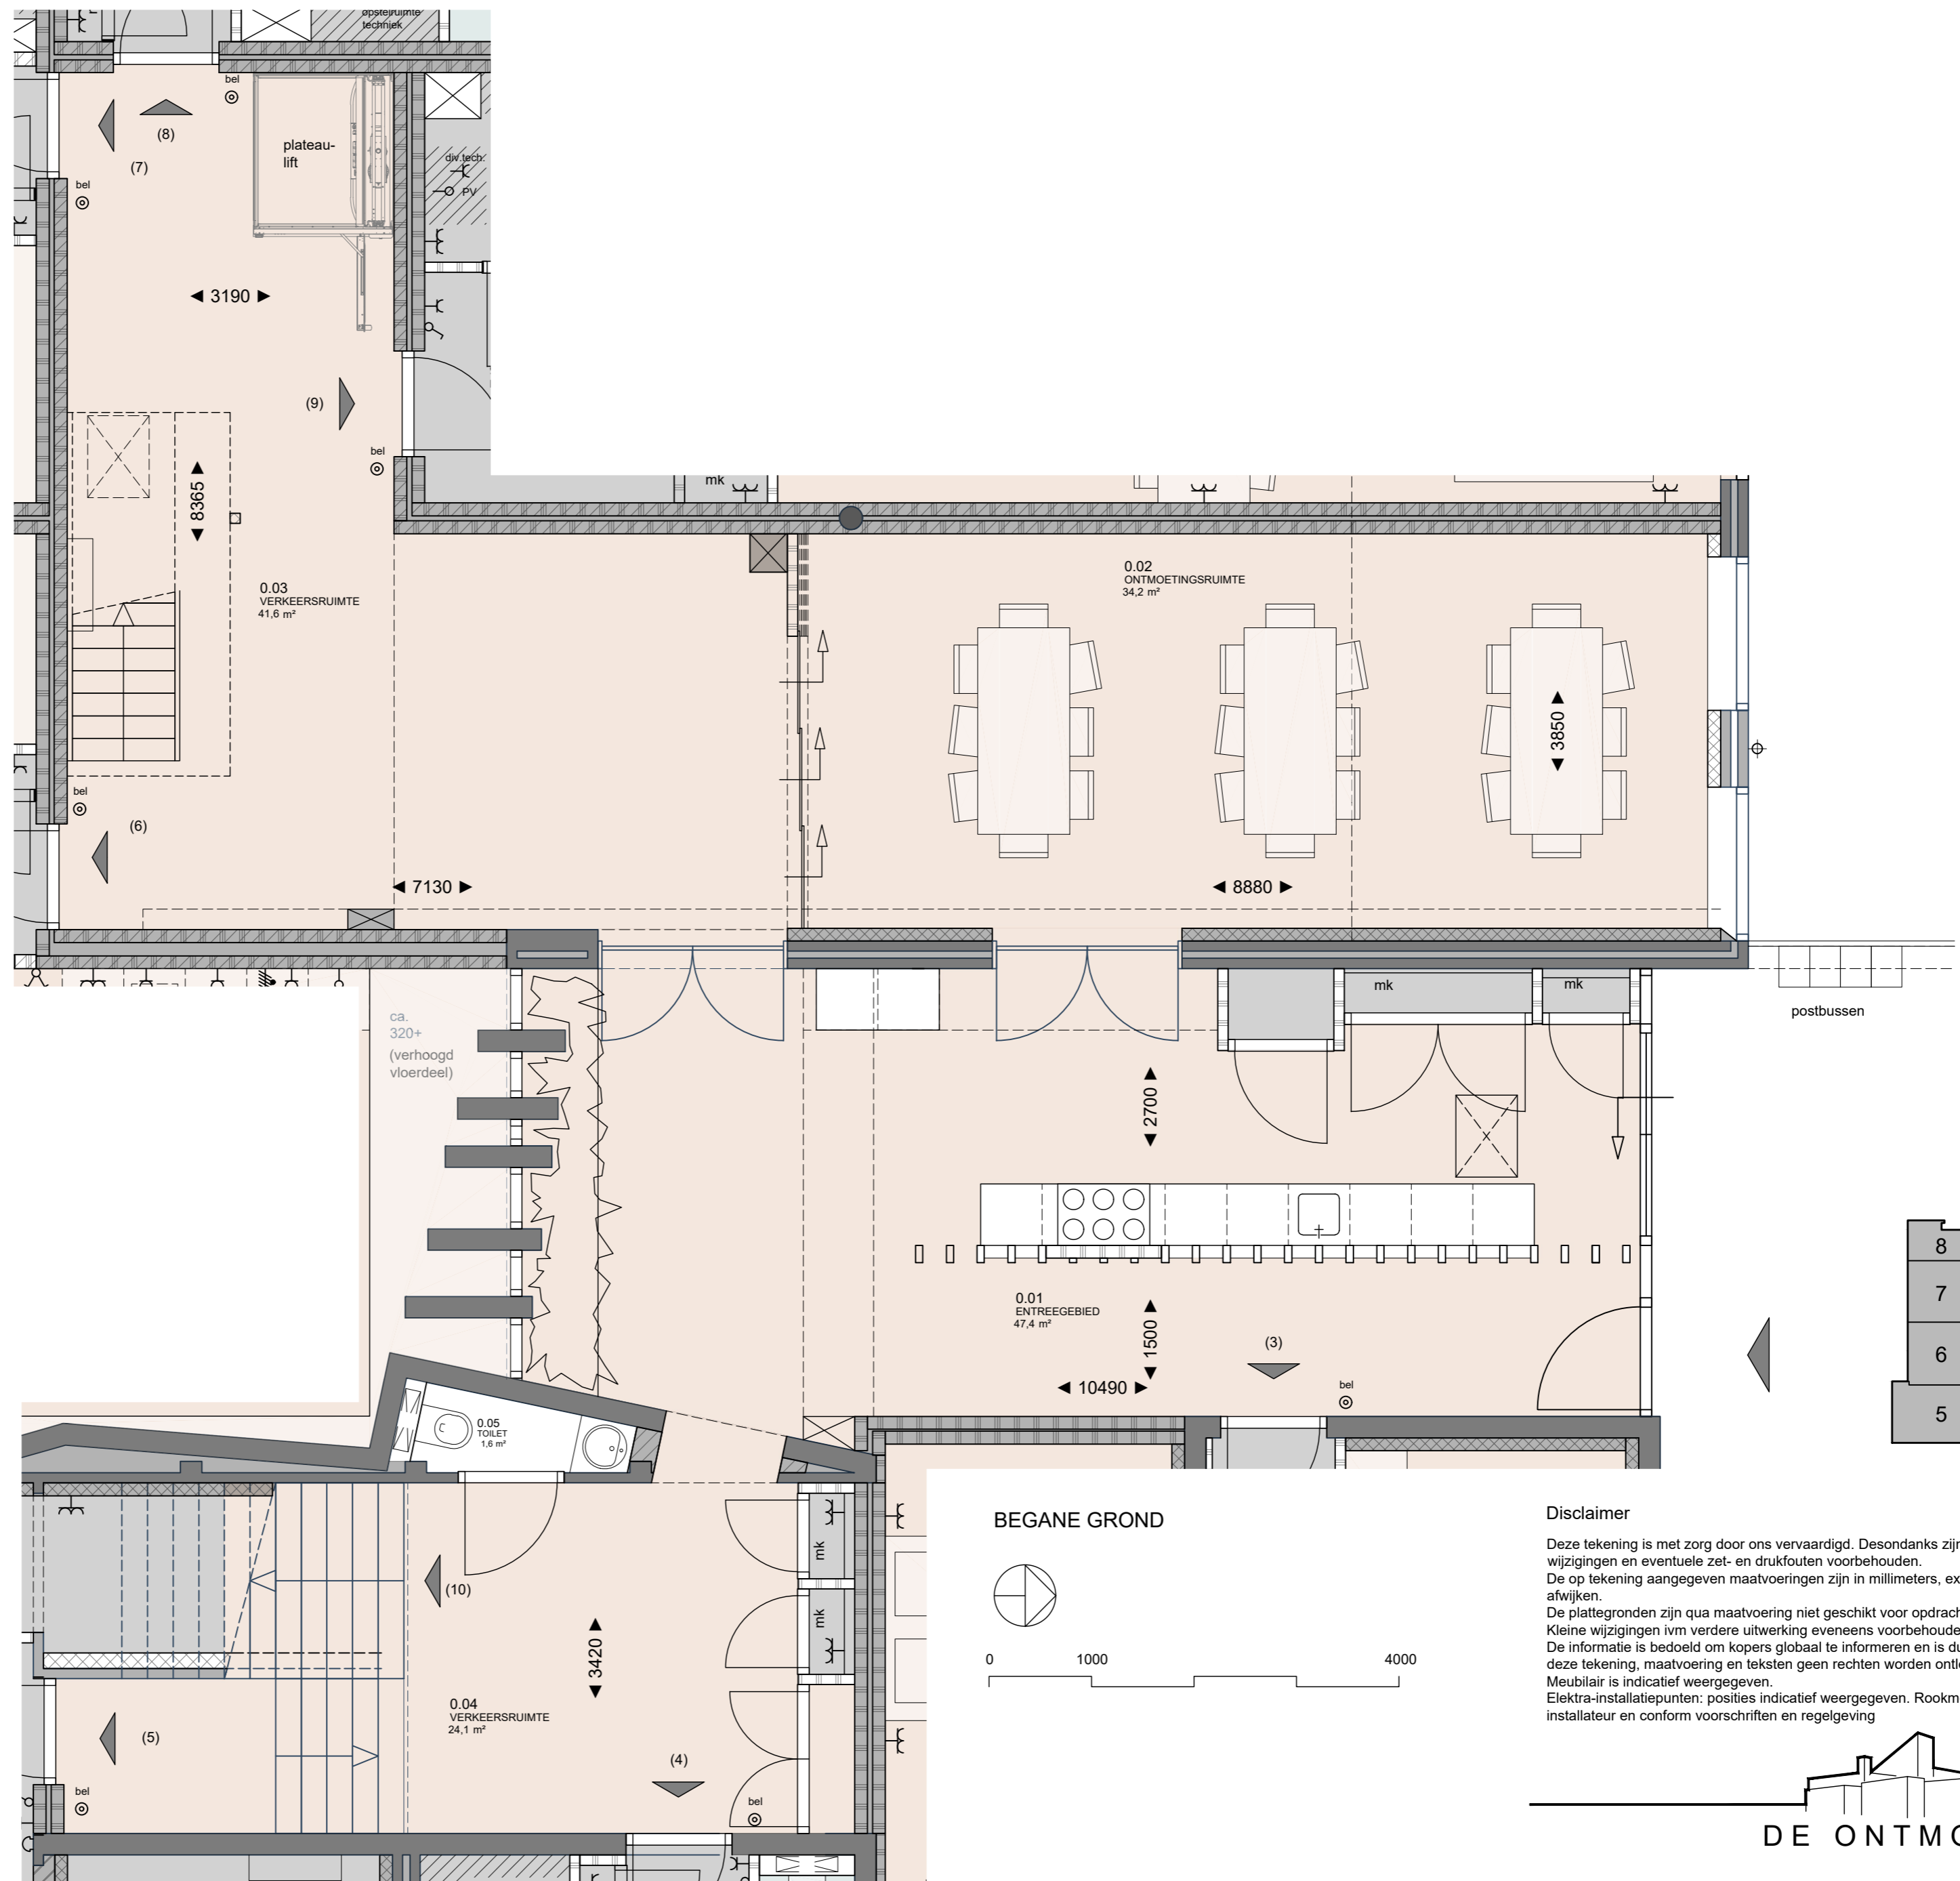 opstelruimte
techniek
bel
(8)
(7)
plateau-
lift
div.tech.
PV
bel
3190
(9)
bel
8365
mk
0.03
VERKEERSRUIMTE
41,6 m²
0.02
ONTMOETINGSRUIMTE
34,2 m²
3850
bel
(6)
7130
8880
ca.
320+
(verhoogd
vloerdeel)
mk
mk
postbussen
2700
8
7
6
5
0.01
ENTREEGEBIED
47,4 m²
1500
(3)
10490
bel
0.05
TOILET
1,6 m²
mk
mk
(10)
3420
0.04
VERKEERSRUIMTE
24,1 m²
(5)
(4)
bel
bel
BEGANE GROND
0
1000
4000
Disclaimer
Deze tekening is met zorg door ons vervaardigd. Desondanks zijn
wijzigingen en eventuele zet- en drukfouten voorbehouden.
De op tekening aangegeven maatvoeringen zijn in millimeters, ex
afwijken.
De plattegronden zijn qua maatvoering niet geschikt voor opdrach
Kleine wijzigingen ivm verdere uitwerking eveneens voorbehoude
De informatie is bedoeld om kopers globaal te informeren en is du
deze tekening, maatvoering en teksten geen rechten worden ontle
Meubilair is indicatief weergegeven.
Elektra-installatiepunten: posities indicatief weergegeven. Rookm
installateur en conform voorschriften en regelgeving
DE ONTMO